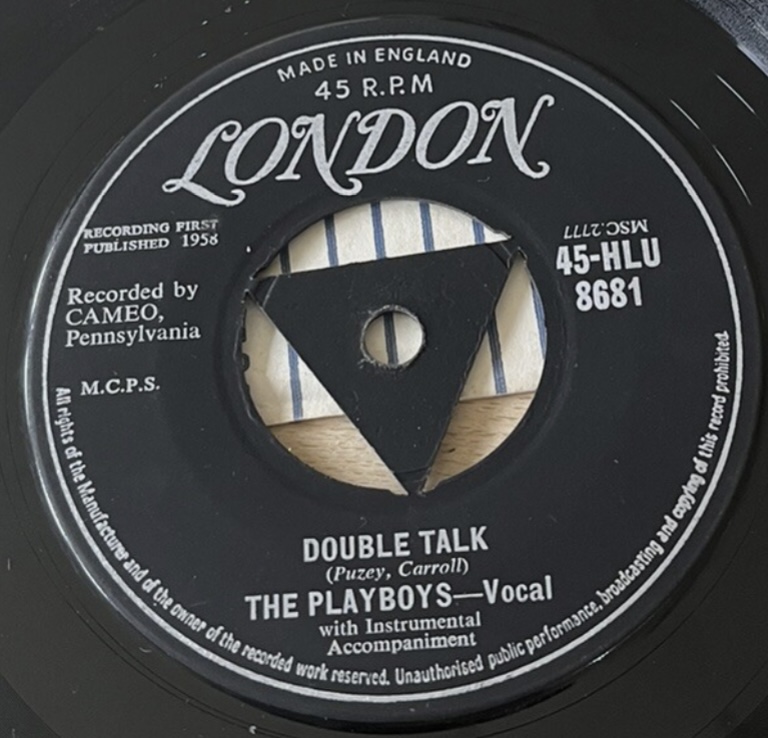 MADE IN ENGLAND
45 R.P.M
LONDON
RECORDING FIRST
PUBLISHED 1958
MSC.2777
45-HLU
8681
Recorded by
CAMEO,
Pennsylvania
M.C.P.S.
DOUBLE TALK
(Puzey, Carroll)
THE PLAYBOYS—Vocal
with Instrumental
Accompaniment
All rights of the Manufacturer and of the owner of the recorded work reserved. Unauthorised public performance, broadcasting and copying of this record prohibited.